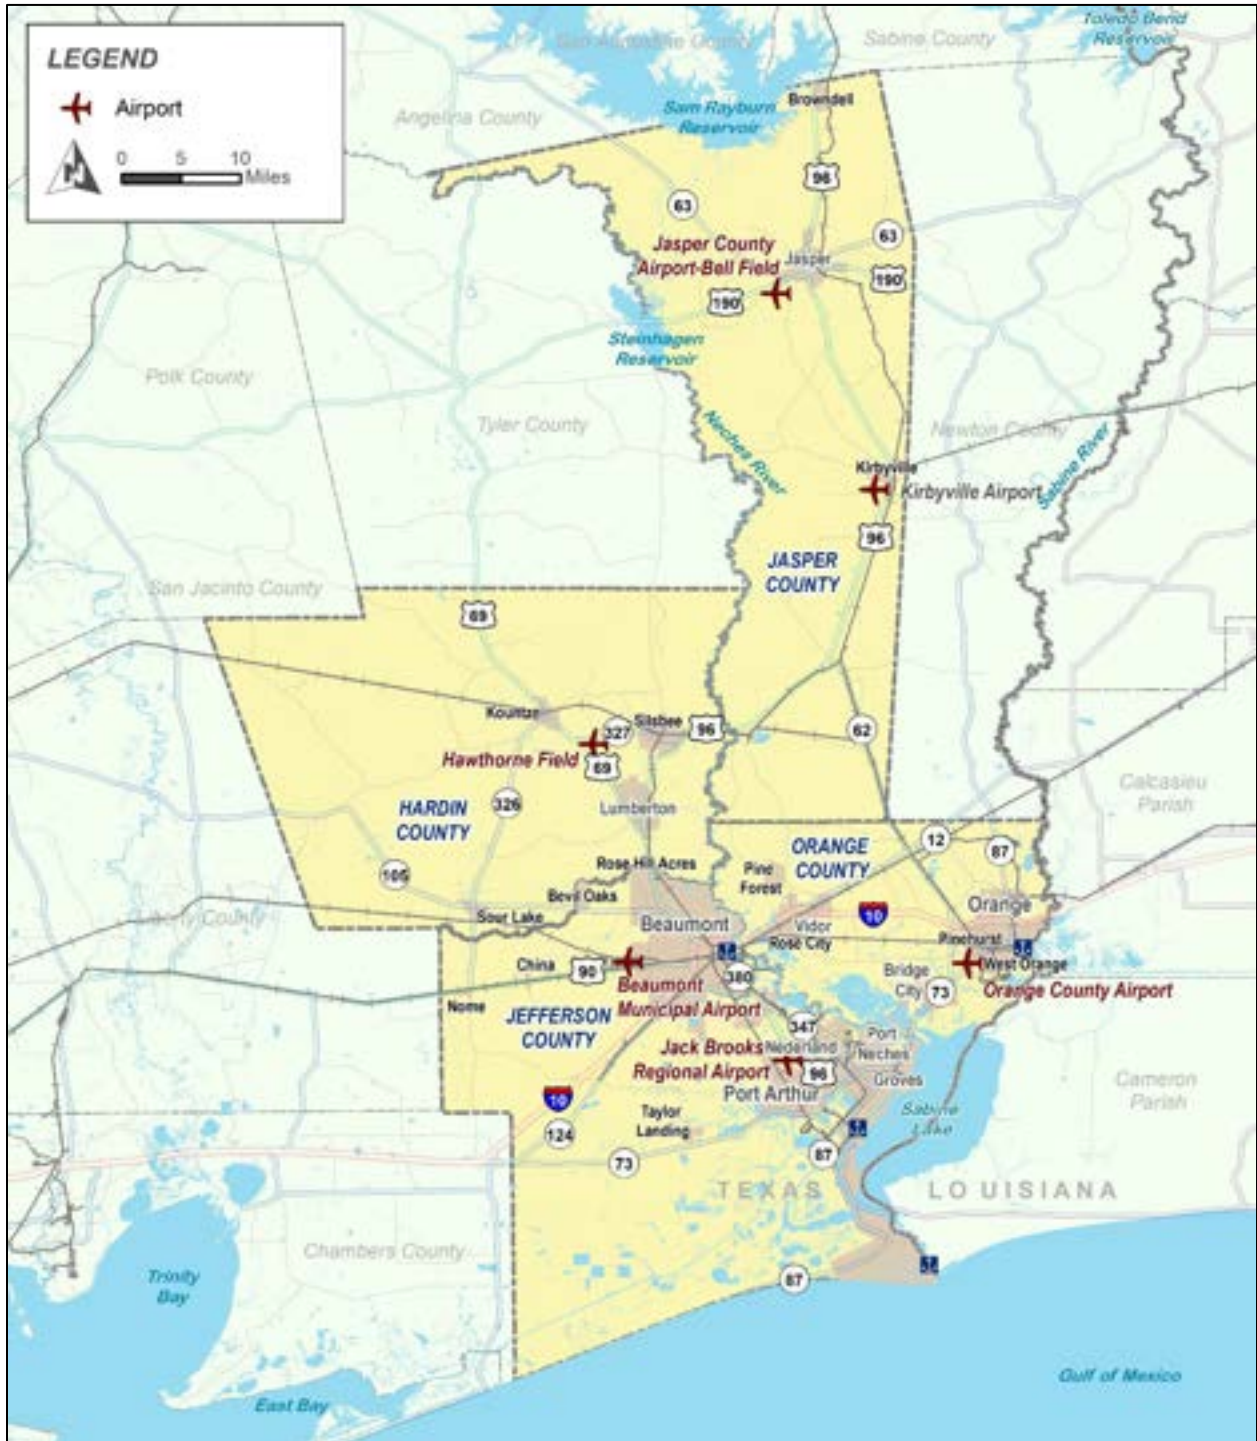 LEGEND
Airport
N
0 5 10
Miles
San Augustine County
Sabine County
Toledo Bend
Reservoir
Angelina County
Sam Rayburn
Reservoir
Browndell
96
63
63
Jasper County
Airport-Bell Field
Jasper
190
190
Steinhagen
Reservoir
Polk County
Tyler County
Neches River
Newton County
Sabine River
Kirbyville
Kirbyville Airport
96
JASPER
COUNTY
San Jacinto County
69
Kountze
327
Silsbee
96
62
Hawthorne Field
69
Calcasieu
Parish
326
Lumberton
HARDIN
COUNTY
12
87
ORANGE
COUNTY
Rose Hill Acres
Pine
Forest
105
Bevil Oaks
Orange
Liberty County
Sour Lake
Beaumont
10
Vidor
Rose City
Pinehurst
China
90
West Orange
380
Bridge
City
73
Orange County Airport
Beaumont
Municipal Airport
Nome
JEFFERSON
COUNTY
347
Port
Neches
Jack Brooks
Regional Airport
Nederland
96
Groves
Port Arthur
Cameron
Parish
10
Taylor
Landing
Sabine
Lake
124
73
87
TEXAS
LOUISIANA
Chambers County
Trinity
Bay
87
Gulf of Mexico
East Bay